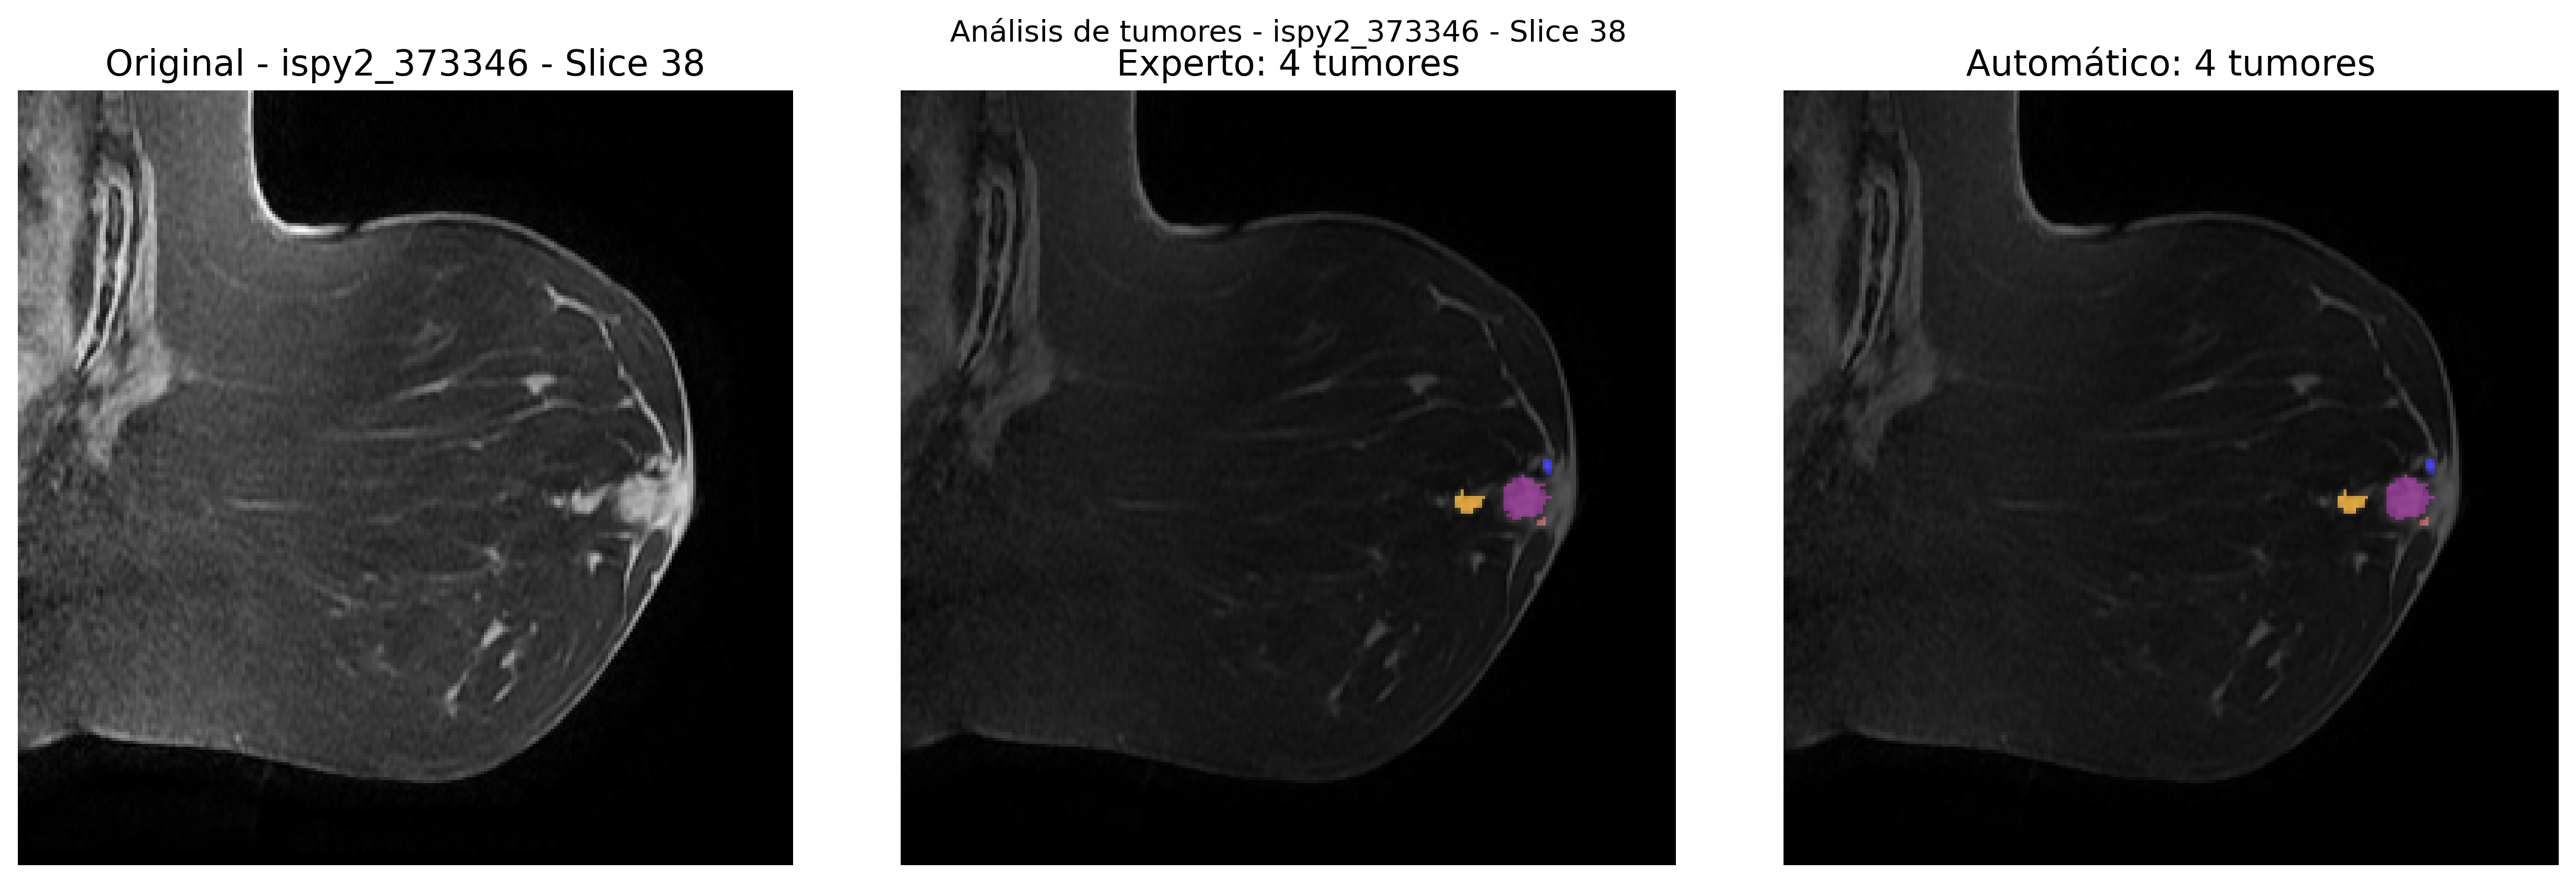 Análisis de tumores - ispy2_373346 - Slice 38
Original - ispy2_373346 - Slice 38
Experto: 4 tumores
Automático: 4 tumores